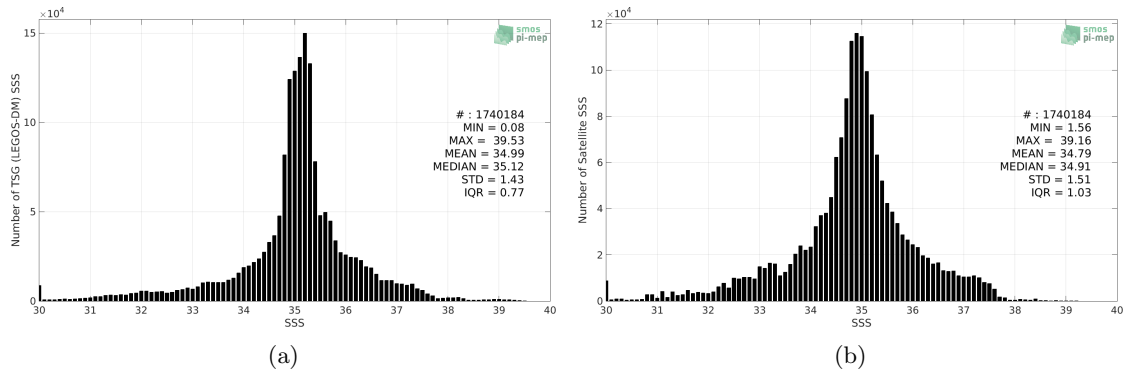 ×10⁴
15
10
5
0
Number of TSG (LEGOS-DM) SSS
30 31 32 33 34 35 36 37 38 39 40
SSS
smos
pi-mep
# : 1740184
MIN = 0.08
MAX = 39.53
MEAN = 34.99
MEDIAN = 35.12
STD = 1.43
IQR = 0.77
(a)
12 ×10⁴
10
8
6
4
2
0
Number of Satellite SSS
30 31 32 33 34 35 36 37 38 39 40
SSS
smos
pi-mep
# : 1740184
MIN = 1.56
MAX = 39.16
MEAN = 34.79
MEDIAN = 34.91
STD = 1.51
IQR = 1.03
(b)